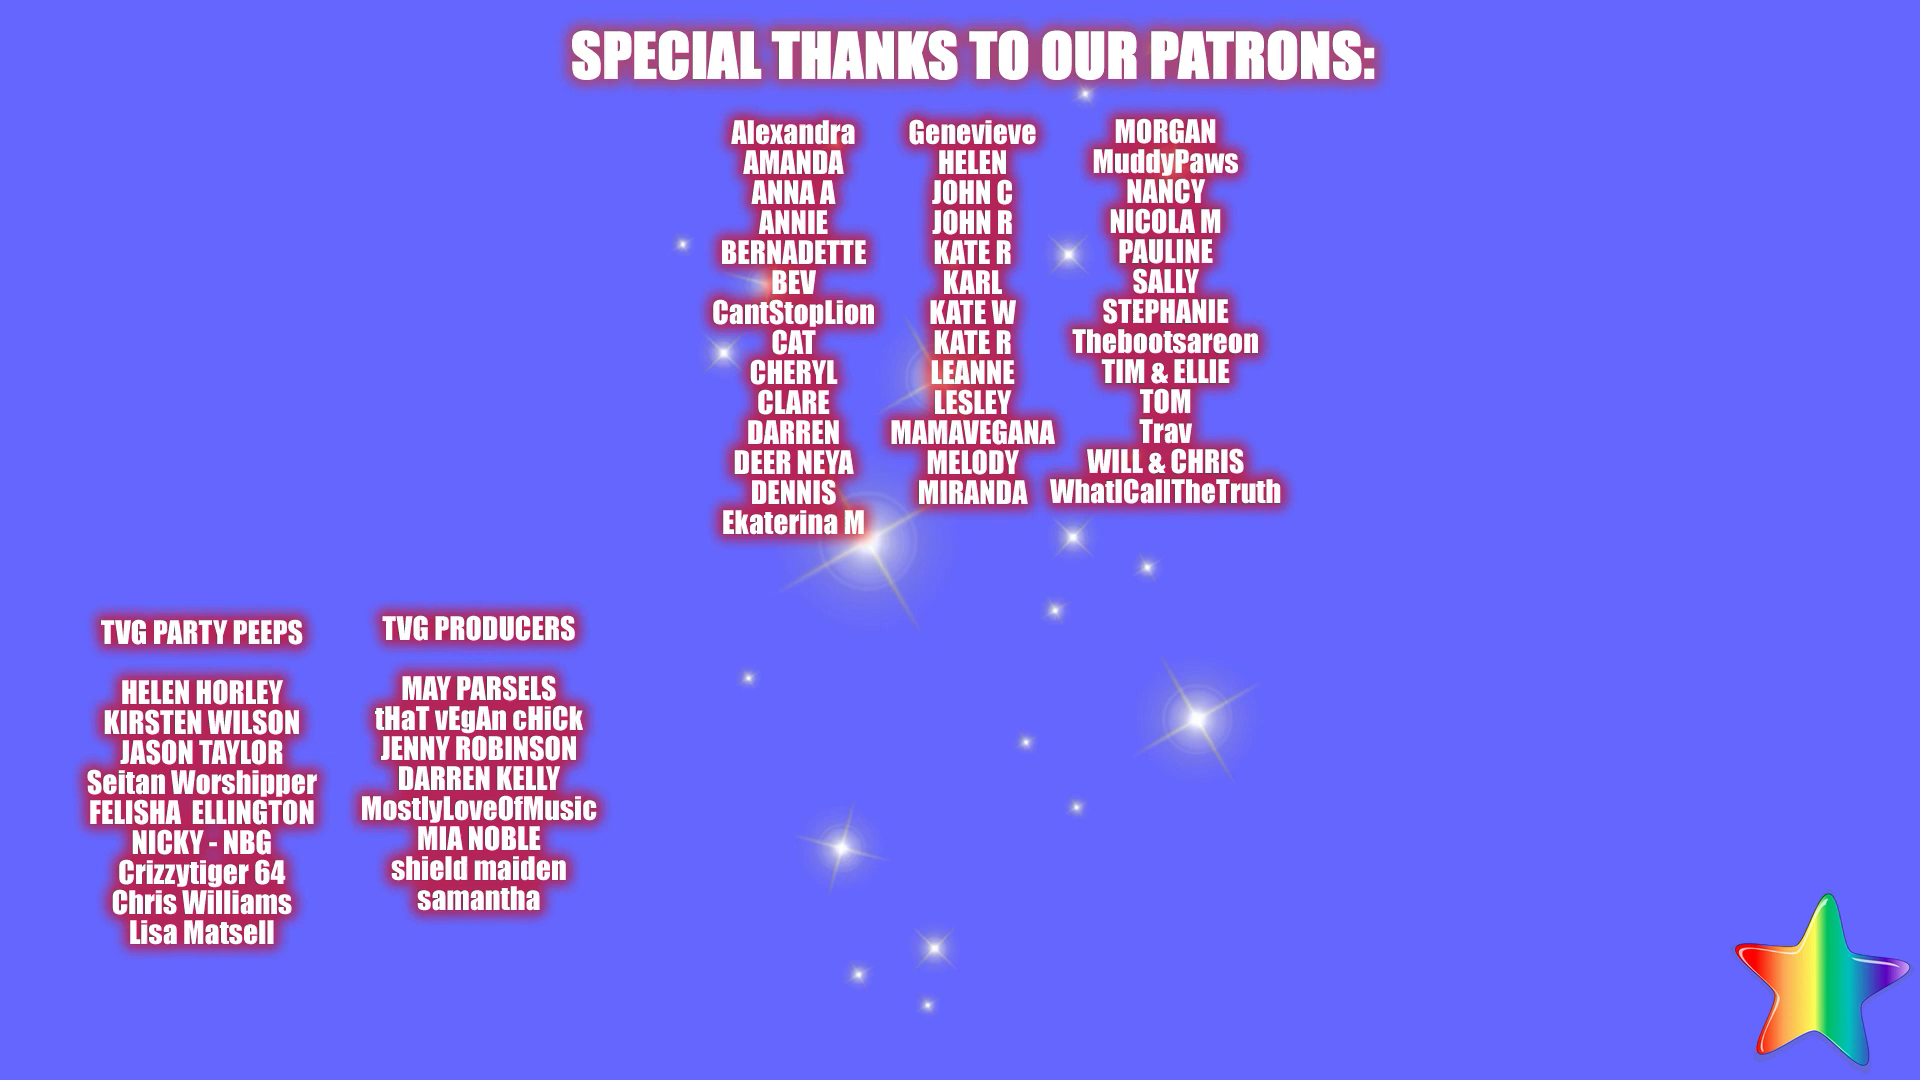 SPECIAL THANKS TO OUR PATRONS:
Alexandra
AMANDA
ANNA A
ANNIE
BERNADETTE
BEV
CantStopLion
CAT
CHERYL
CLARE
DARREN
DEER NEYA
DENNIS
Ekaterina M
Genevieve
HELEN
JOHN C
JOHN R
KATE R
KARL
KATE W
KATE R
LEANNE
LESLEY
MAMAVEGANA
MELODY
MIRANDA
MORGAN
MuddyPaws
NANCY
NICOLA M
PAULINE
SALLY
STEPHANIE
Thebootsareon
TIM & ELLIE
TOM
Trav
WILL & CHRIS
WhatICallTheTruth
TVG PARTY PEEPS
HELEN HORLEY
KIRSTEN WILSON
JASON TAYLOR
Seitan Worshipper
FELISHA ELLINGTON
NICKY - NBG
Crizzytiger 64
Chris Williams
Lisa Matsell
TVG PRODUCERS
MAY PARSELS
tHaT vEgAn cHiCk
JENNY ROBINSON
DARREN KELLY
MostlyLoveOfMusic
MIA NOBLE
shield maiden
samantha